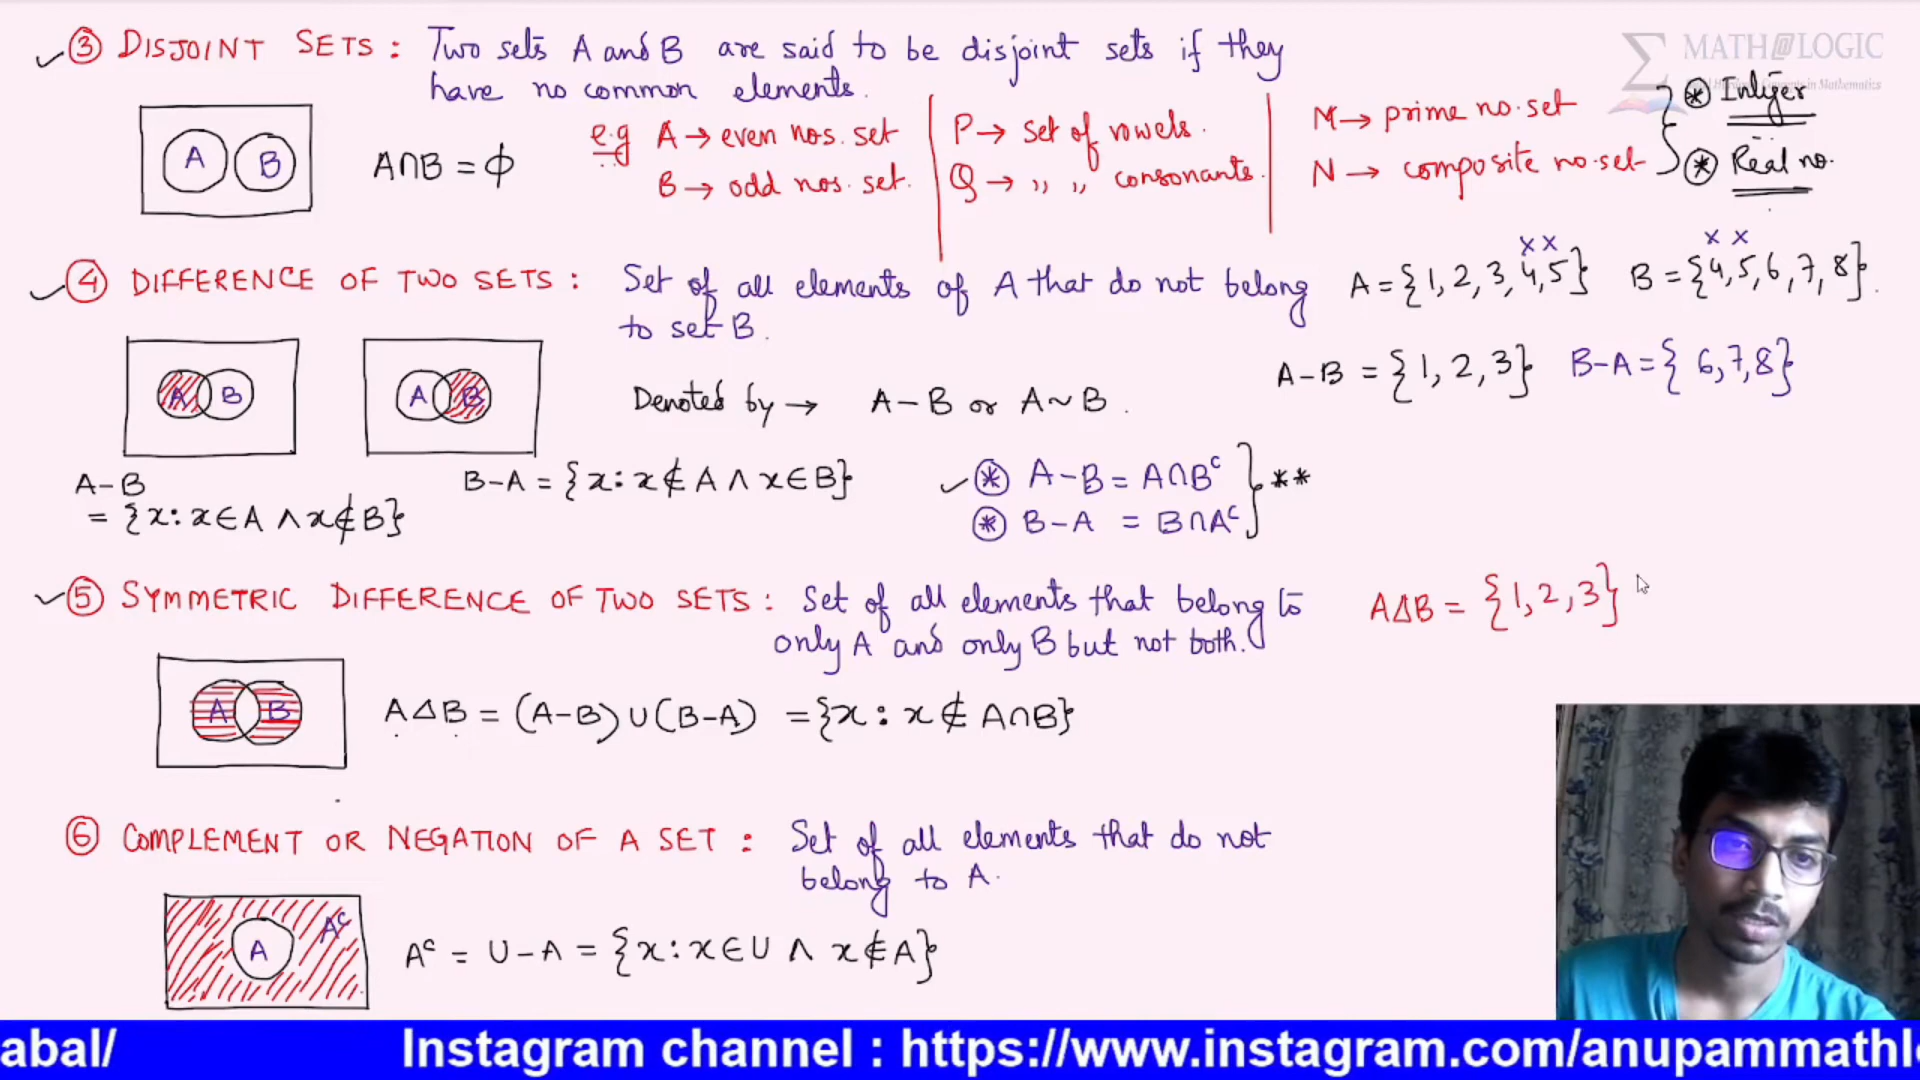 ③ DISJOINT SETS : Two sets A and B are said to be disjoint sets if they
have no common elements.
MATH@LOGIC
A B
A∩B = ϕ
e.g A → even nos. set
B → odd nos. set.
P → set of vowels.
Q → ,, ,, consonants.
M → prime no. set
N → composite no. set
* Integer
* Real no.
④ DIFFERENCE OF TWO SETS : Set of all elements of A that do not belong
to set B.
x x x x
A = {1, 2, 3, 4, 5} B = {4, 5, 6, 7, 8}.
A B A B
Denoted by → A - B or A ~ B.
A-B = {1, 2, 3} B-A = {6, 7, 8}
A-B
= {x : x ∈ A ∧ x ∉ B}
B-A = {x : x ∉ A ∧ x ∈ B}
* A-B = A∩Bᶜ
* B-A = B∩Aᶜ
**
⑤ SYMMETRIC DIFFERENCE OF TWO SETS : Set of all elements that belong to
only A and only B but not both.
A Δ B = {1, 2, 3}
A B
A Δ B = (A-B) ∪ (B-A) = {x : x ∉ A∩B}
⑥ COMPLEMENT OR NEGATION OF A SET : Set of all elements that do not
belong to A.
A Aᶜ
Aᶜ = U - A = {x : x ∈ U ∧ x ∉ A}
abal/ Instagram channel : https://www.instagram.com/anupammathl